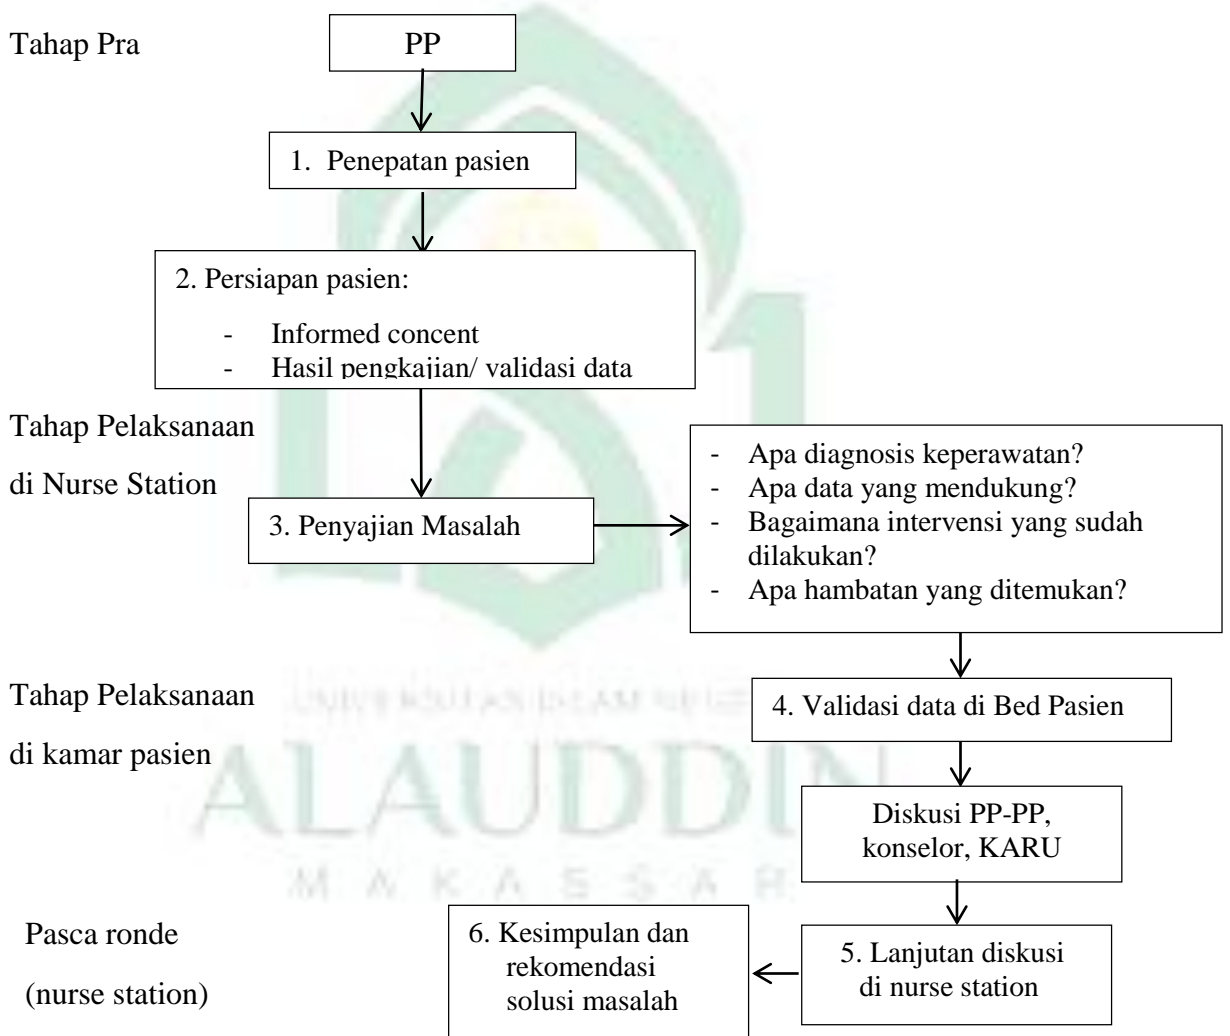 Tahap Pra
PP
1. Penepatan pasien
2. Persiapan pasien:
- Informed concent
- Hasil pengkajian/ validasi data
Tahap Pelaksanaan
di Nurse Station
3. Penyajian Masalah
- Apa diagnosis keperawatan?
- Apa data yang mendukung?
- Bagaimana intervensi yang sudah
dilakukan?
- Apa hambatan yang ditemukan?
Tahap Pelaksanaan
di kamar pasien
4. Validasi data di Bed Pasien
UNIVERSITAS ISLAM
ALAUDDIN
MAKASSAR
Diskusi PP-PP,
konselor, KARU
Pasca ronde
(nurse station)
6. Kesimpulan dan
rekomendasi
solusi masalah
5. Lanjutan diskusi
di nurse station